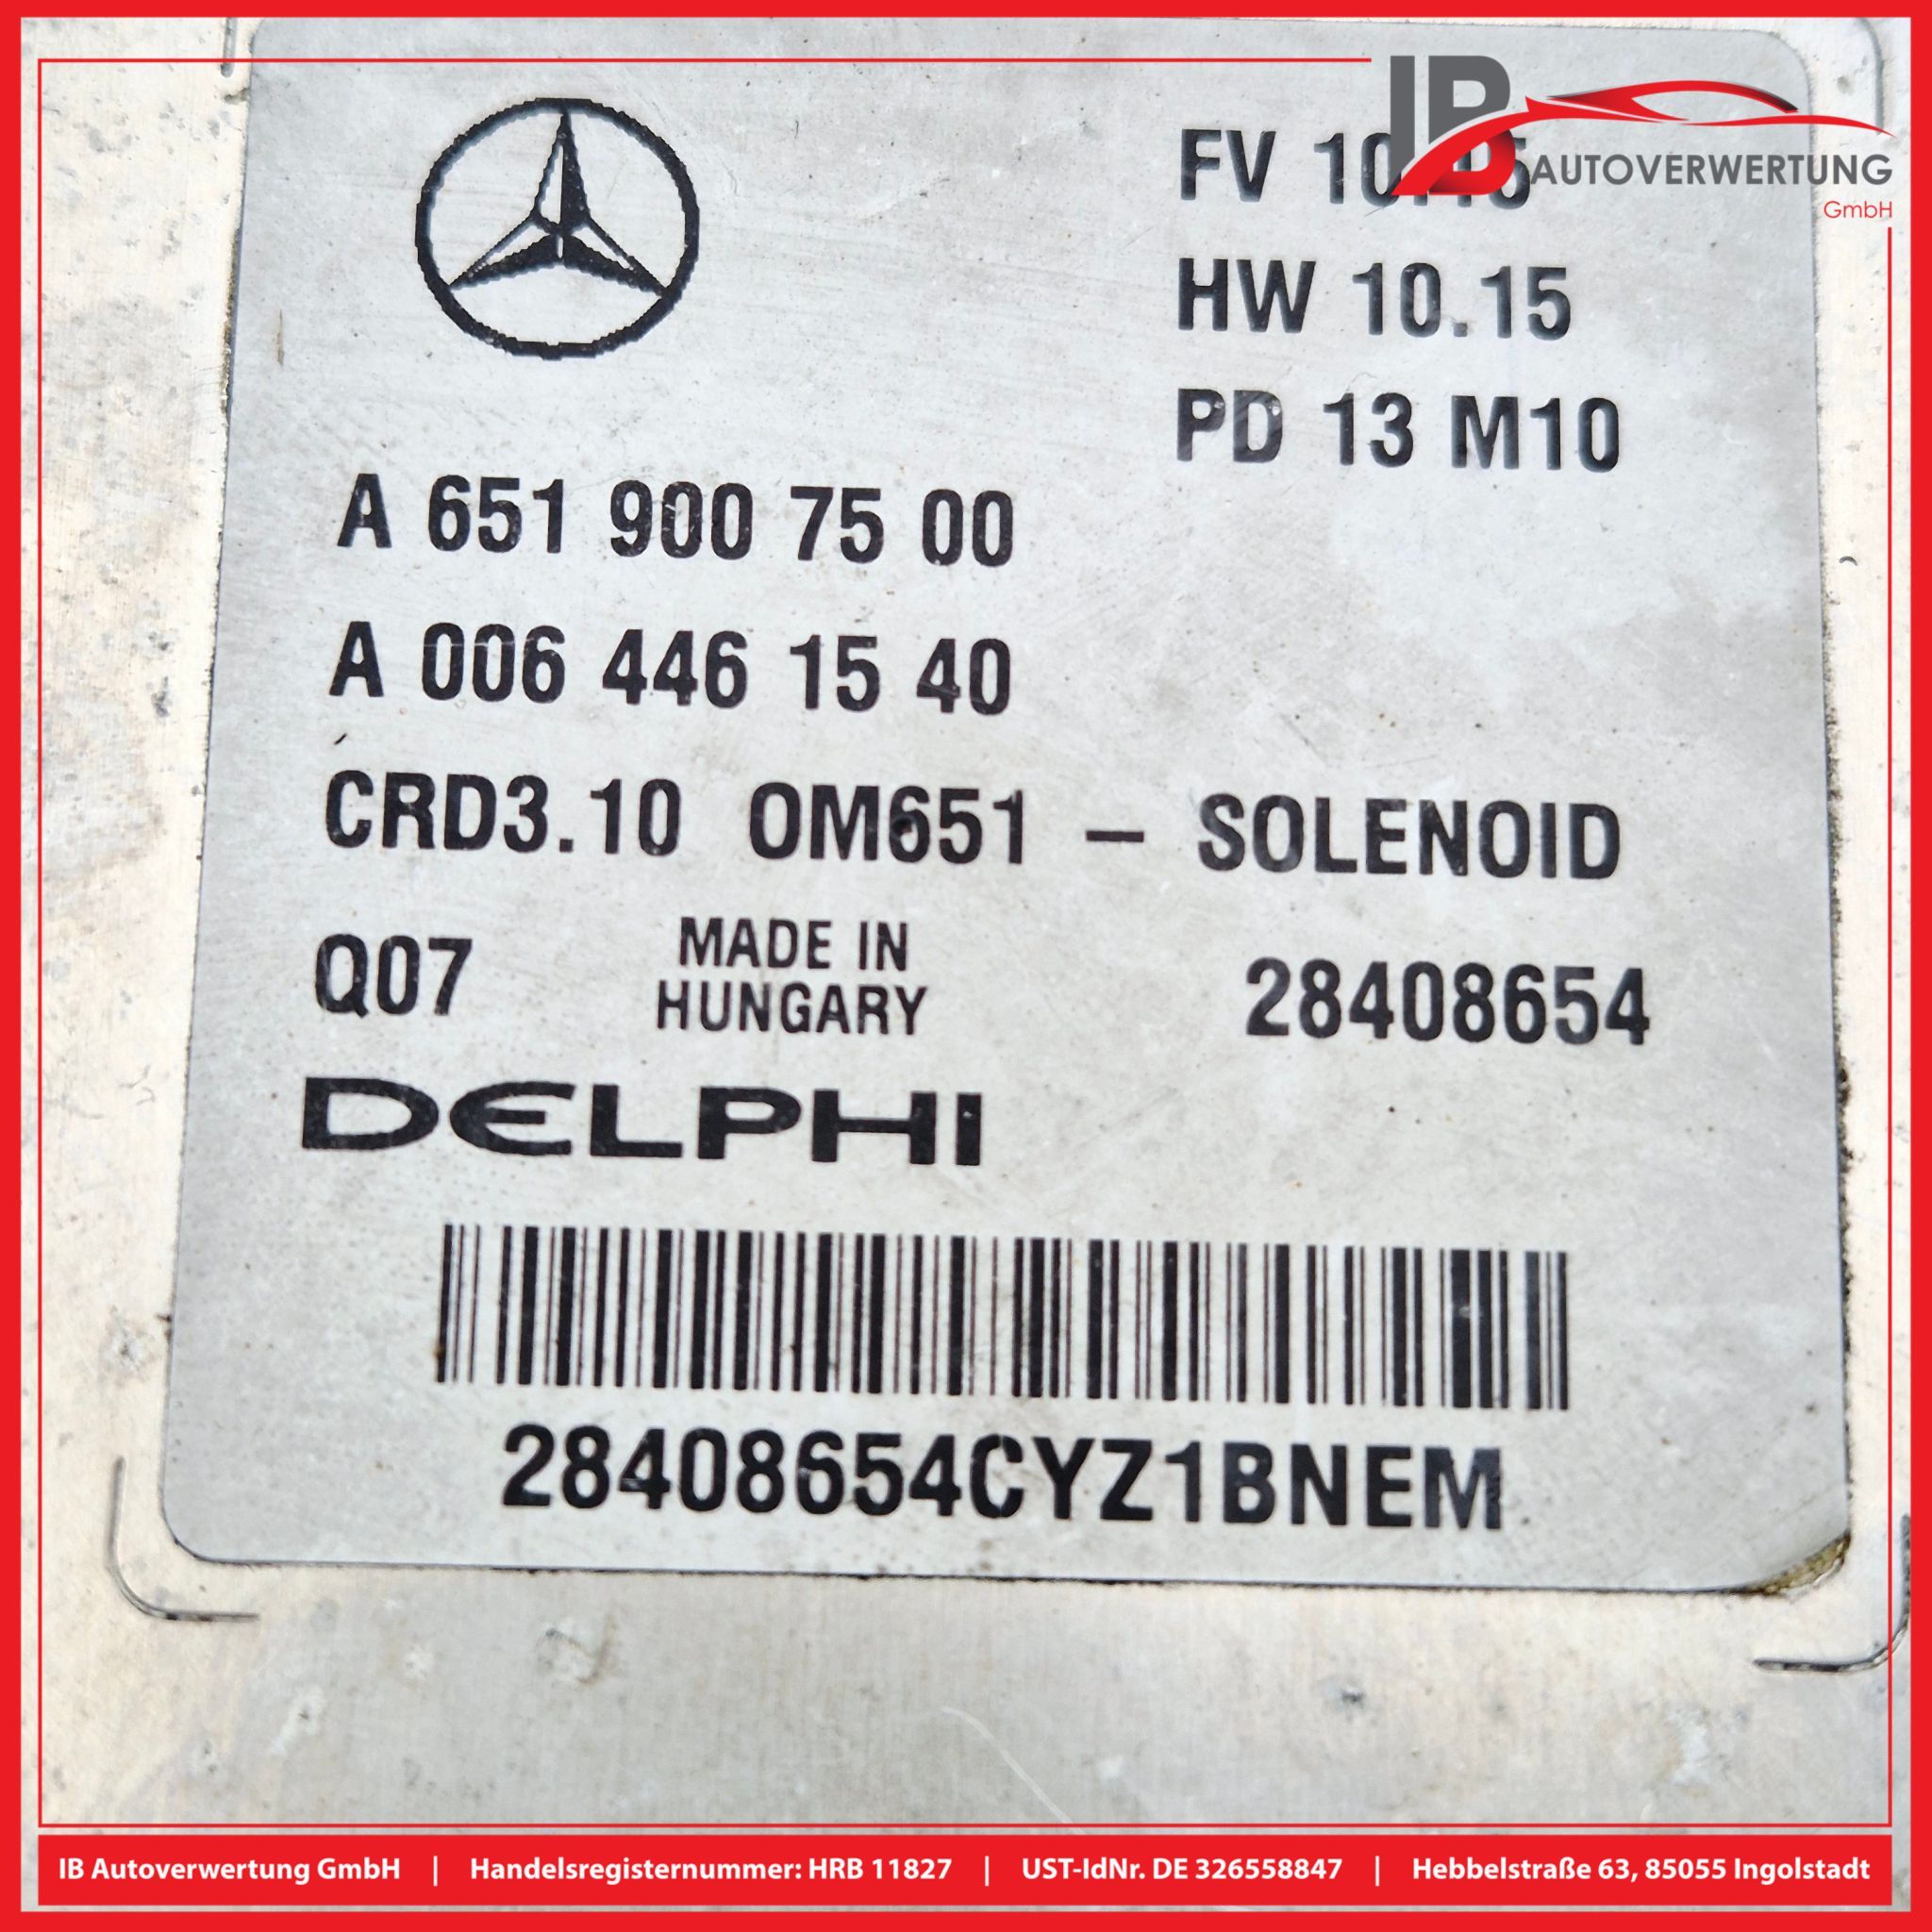 IB
AUTOVERWERTUNG
GmbH
FV 10.15
HW 10.15
PD 13 M10
A 651 900 75 00
A 006 446 15 40
CRD3.10 OM651 – SOLENOID
Q07 MADE IN HUNGARY 28408654
DELPHI
28408654CYZ1BNEM
IB Autoverwertung GmbH | Handelsregisternummer: HRB 11827 | UST-IdNr. DE 326558847 | Hebbelstraße 63, 85055 Ingolstadt